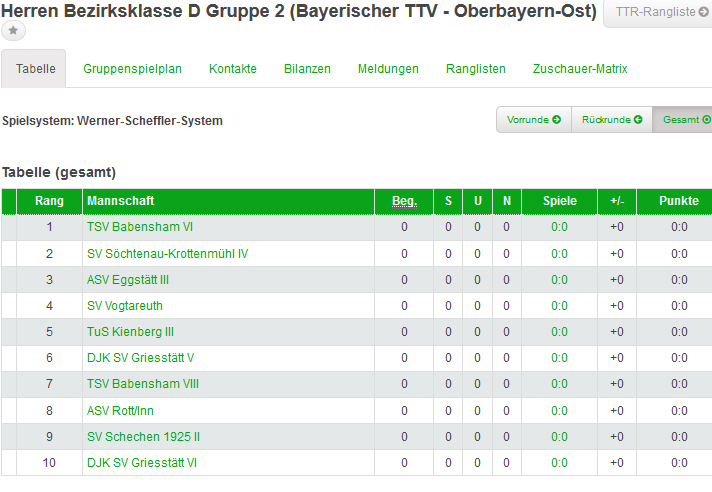 Herren Bezirksklasse D Gruppe 2 (Bayerischer TTV - Oberbayern-Ost) TTR-Rangliste
Tabelle Gruppenspielplan Kontakte Bilanzen Meldungen Ranglisten Zuschauer-Matrix
Spielsystem: Werner-Scheffler-System Vorrunde Rückrunde Gesamt
Tabelle (gesamt)
Rang Mannschaft Beg. S U N Spiele +/- Punkte
1 TSV Babensham VI 0 0 0 0 0:0 +0 0:0
2 SV Söchtenau-Krottenmühl IV 0 0 0 0 0:0 +0 0:0
3 ASV Eggstätt III 0 0 0 0 0:0 +0 0:0
4 SV Vogtareuth 0 0 0 0 0:0 +0 0:0
5 TuS Kienberg III 0 0 0 0 0:0 +0 0:0
6 DJK SV Griesstätt V 0 0 0 0 0:0 +0 0:0
7 TSV Babensham VIII 0 0 0 0 0:0 +0 0:0
8 ASV Rott/Inn 0 0 0 0 0:0 +0 0:0
9 SV Schechen 1925 II 0 0 0 0 0:0 +0 0:0
10 DJK SV Griesstätt VI 0 0 0 0 0:0 +0 0:0